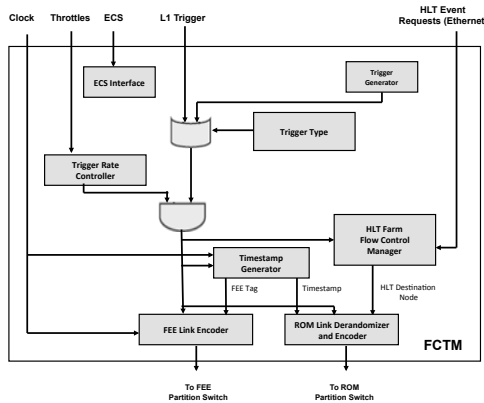 Clock
Throttles
ECS
L1 Trigger
HLT Event
Requests (Ethernet
ECS Interface
Trigger
Generator
Trigger Type
Trigger Rate
Controller
HLT Farm
Flow Control
Manager
Timestamp
Generator
FEE Tag
Timestamp
HLT Destination
Node
FEE Link Encoder
ROM Link Derandomizer
and Encoder
FCTM
To FEE
Partition Switch
To ROM
Partition Switch